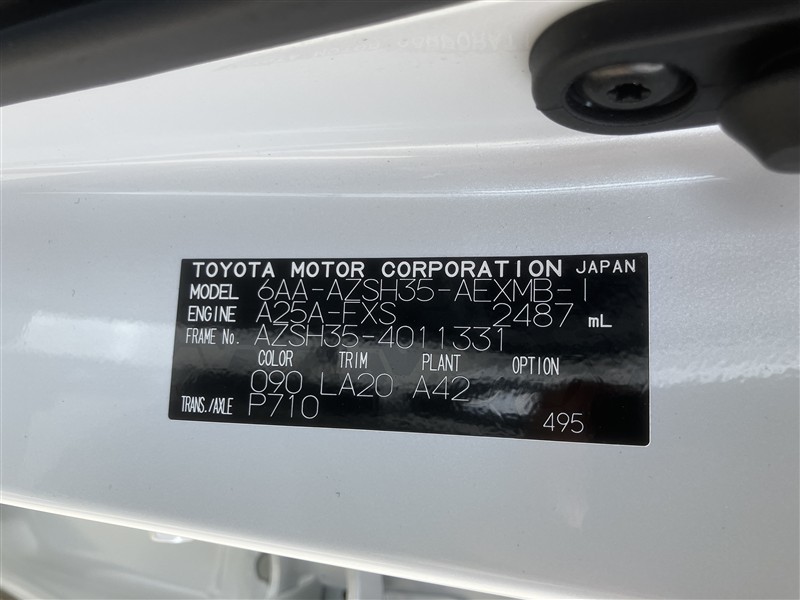 TOYOTA MOTOR CORPORATION JAPAN
MODEL 6AA-AZSH35-AEXMB-I
ENGINE A25A-FXS 2487 mL
FRAME No. AZSH35-4011331
COLOR TRIM PLANT OPTION
090 LA20 A42
TRANS./AXLE P710
495